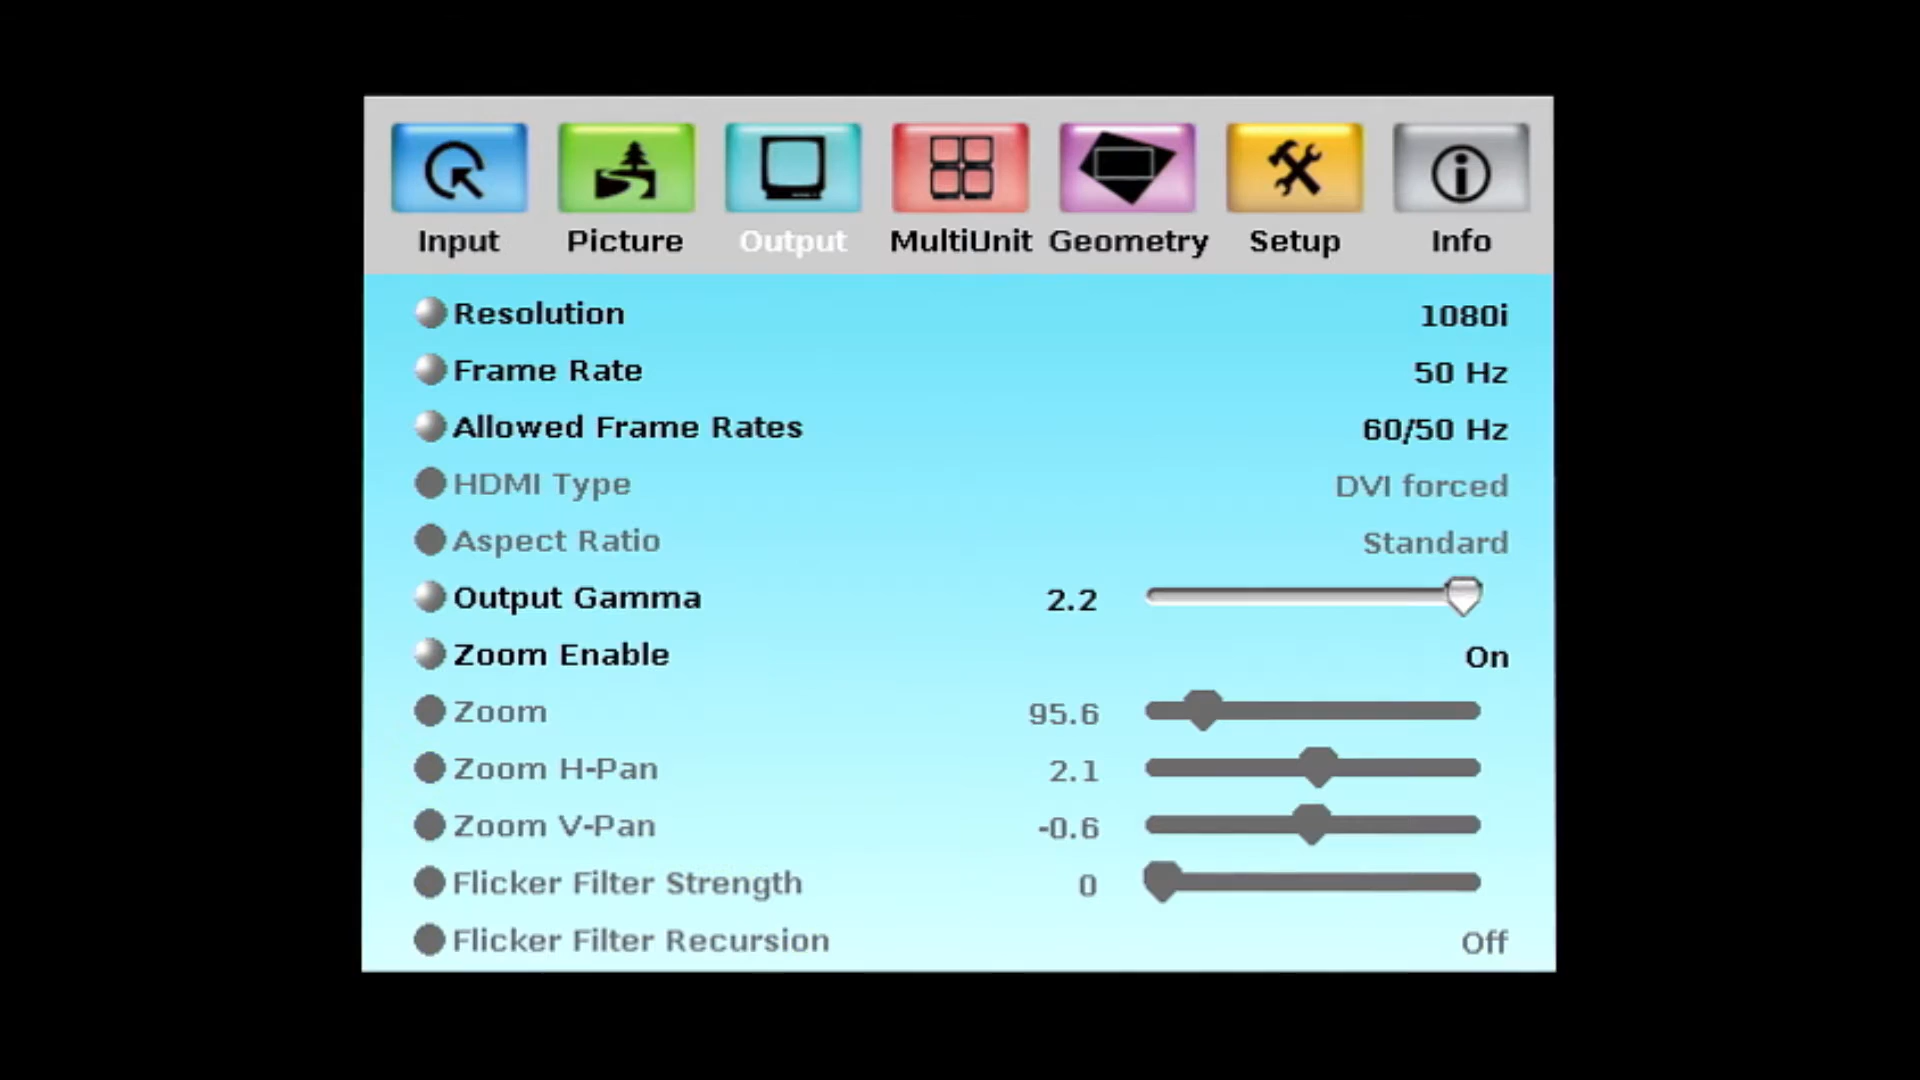 Input Picture Output MultiUnit Geometry Setup Info
Resolution 1080i
Frame Rate 50 Hz
Allowed Frame Rates 60/50 Hz
HDMI Type DVI forced
Aspect Ratio Standard
Output Gamma 2.2
Zoom Enable On
Zoom 95.6
Zoom H-Pan 2.1
Zoom V-Pan -0.6
Flicker Filter Strength 0
Flicker Filter Recursion Off